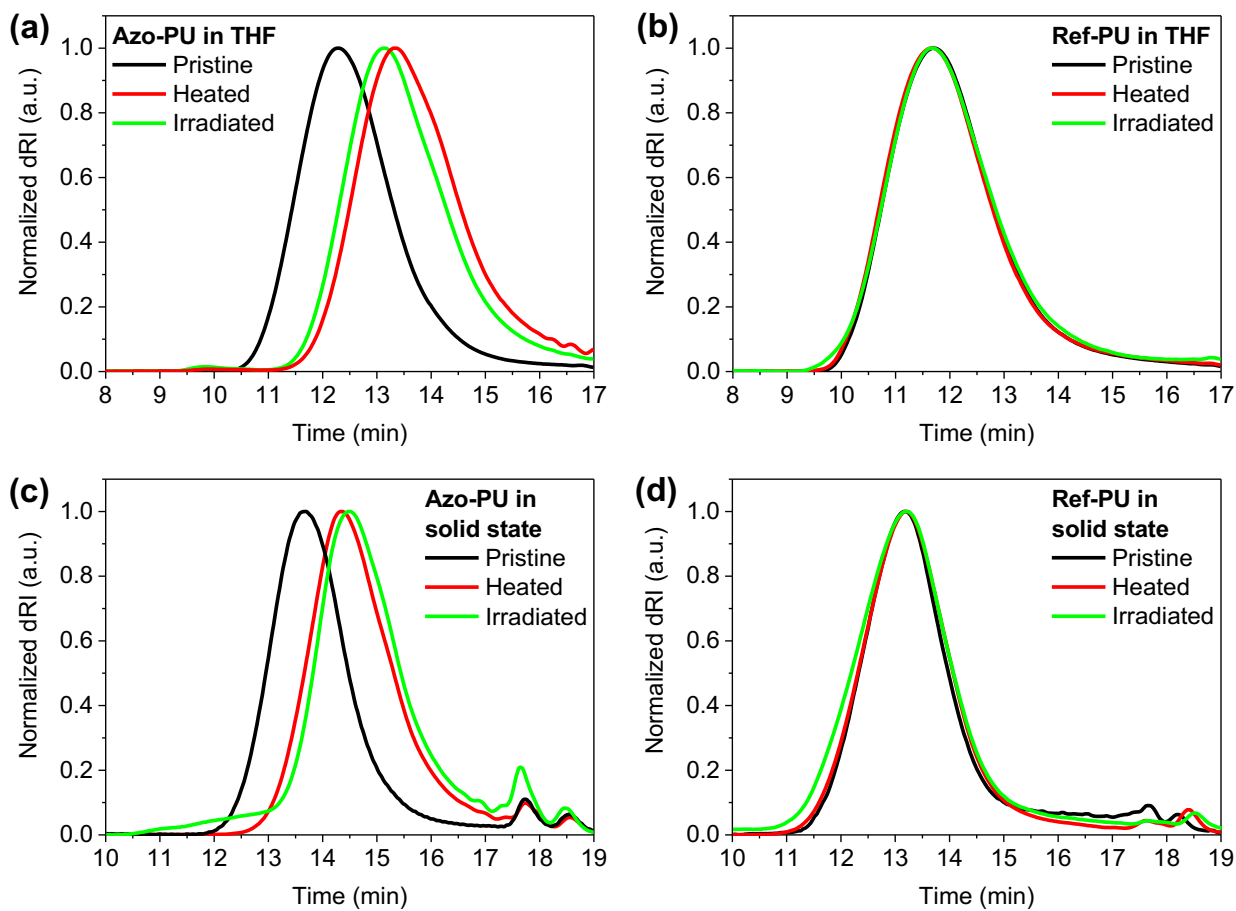 (a)
Azo-PU in THF
Pristine
Heated
Irradiated
Normalized dRI (a.u.)
1.0
0.8
0.6
0.4
0.2
0.0
8 9 10 11 12 13 14 15 16 17
Time (min)
(b)
Ref-PU in THF
Pristine
Heated
Irradiated
Normalized dRI (a.u.)
1.0
0.8
0.6
0.4
0.2
0.0
8 9 10 11 12 13 14 15 16 17
Time (min)
(c)
Azo-PU in
solid state
Pristine
Heated
Irradiated
Normalized dRI (a.u.)
1.0
0.8
0.6
0.4
0.2
0.0
10 11 12 13 14 15 16 17 18 19
Time (min)
(d)
Ref-PU in
solid state
Pristine
Heated
Irradiated
Normalized dRI (a.u.)
1.0
0.8
0.6
0.4
0.2
0.0
10 11 12 13 14 15 16 17 18 19
Time (min)